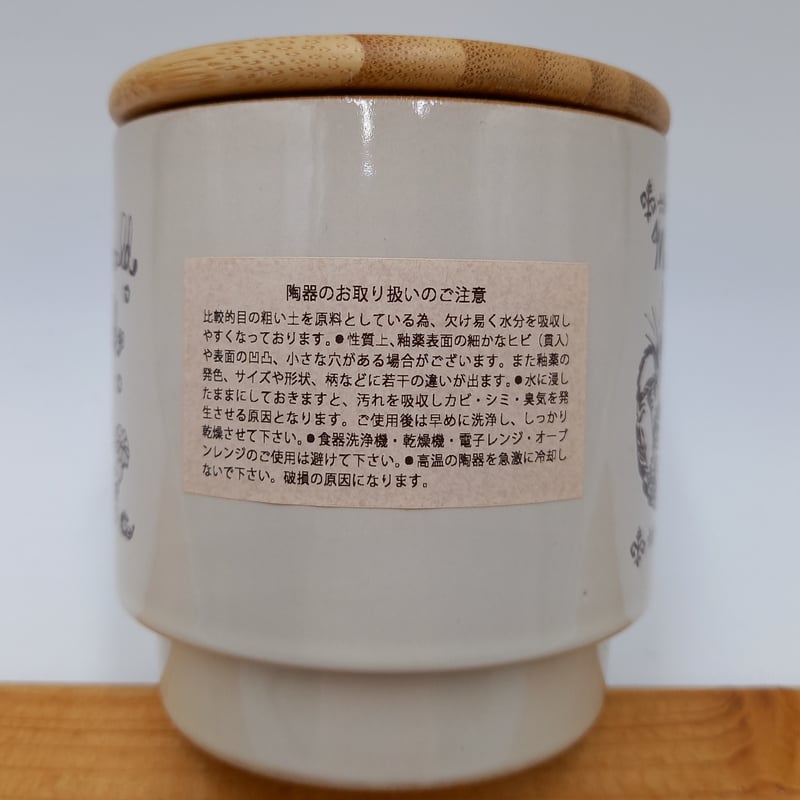 陶器のお取り扱いのご注意
比較的目の粗い土を原料としている為、欠け易く水分を吸収し
やすくなっております。●性質上、釉薬表面の細かなヒビ（貫入）
や表面の凹凸、小さな穴がある場合がございます。また釉薬の
発色、サイズや形状、柄などに若干の違いが出ます。●水に浸し
たままにしておきますと、汚れを吸収しカビ・シミ・臭気を発
生させる原因となります。ご使用後は早めに洗浄し、しっかり
乾燥させて下さい。●食器洗浄機・乾燥機・電子レンジ・オーブ
ンレンジのご使用は避けて下さい。●高温の陶器を急激に冷却し
ないで下さい。破損の原因になります。